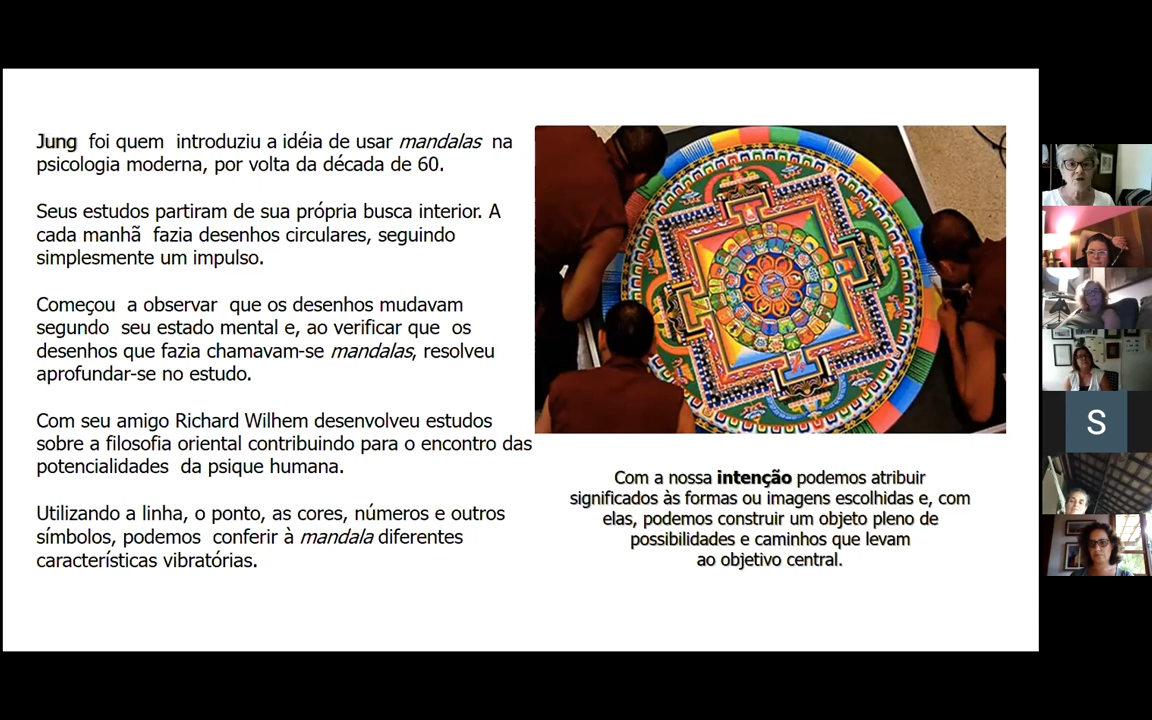 Jung foi quem introduziu a idéia de usar mandalas na
psicologia moderna, por volta da década de 60.
Seus estudos partiram de sua própria busca interior. A
cada manhã fazia desenhos circulares, seguindo
simplesmente um impulso.
Começou a observar que os desenhos mudavam
segundo seu estado mental e, ao verificar que os
desenhos que fazia chamavam-se mandalas, resolveu
aprofundar-se no estudo.
Com seu amigo Richard Wilhem desenvolveu estudos
sobre a filosofia oriental contribuindo para o encontro das
potencialidades da psique humana.
Utilizando a linha, o ponto, as cores, números e outros
símbolos, podemos conferir à mandala diferentes
características vibratórias.
Com a nossa intenção podemos atribuir
significados às formas ou imagens escolhidas e, com
elas, podemos construir um objeto pleno de
possibilidades e caminhos que levam
ao objetivo central.
S